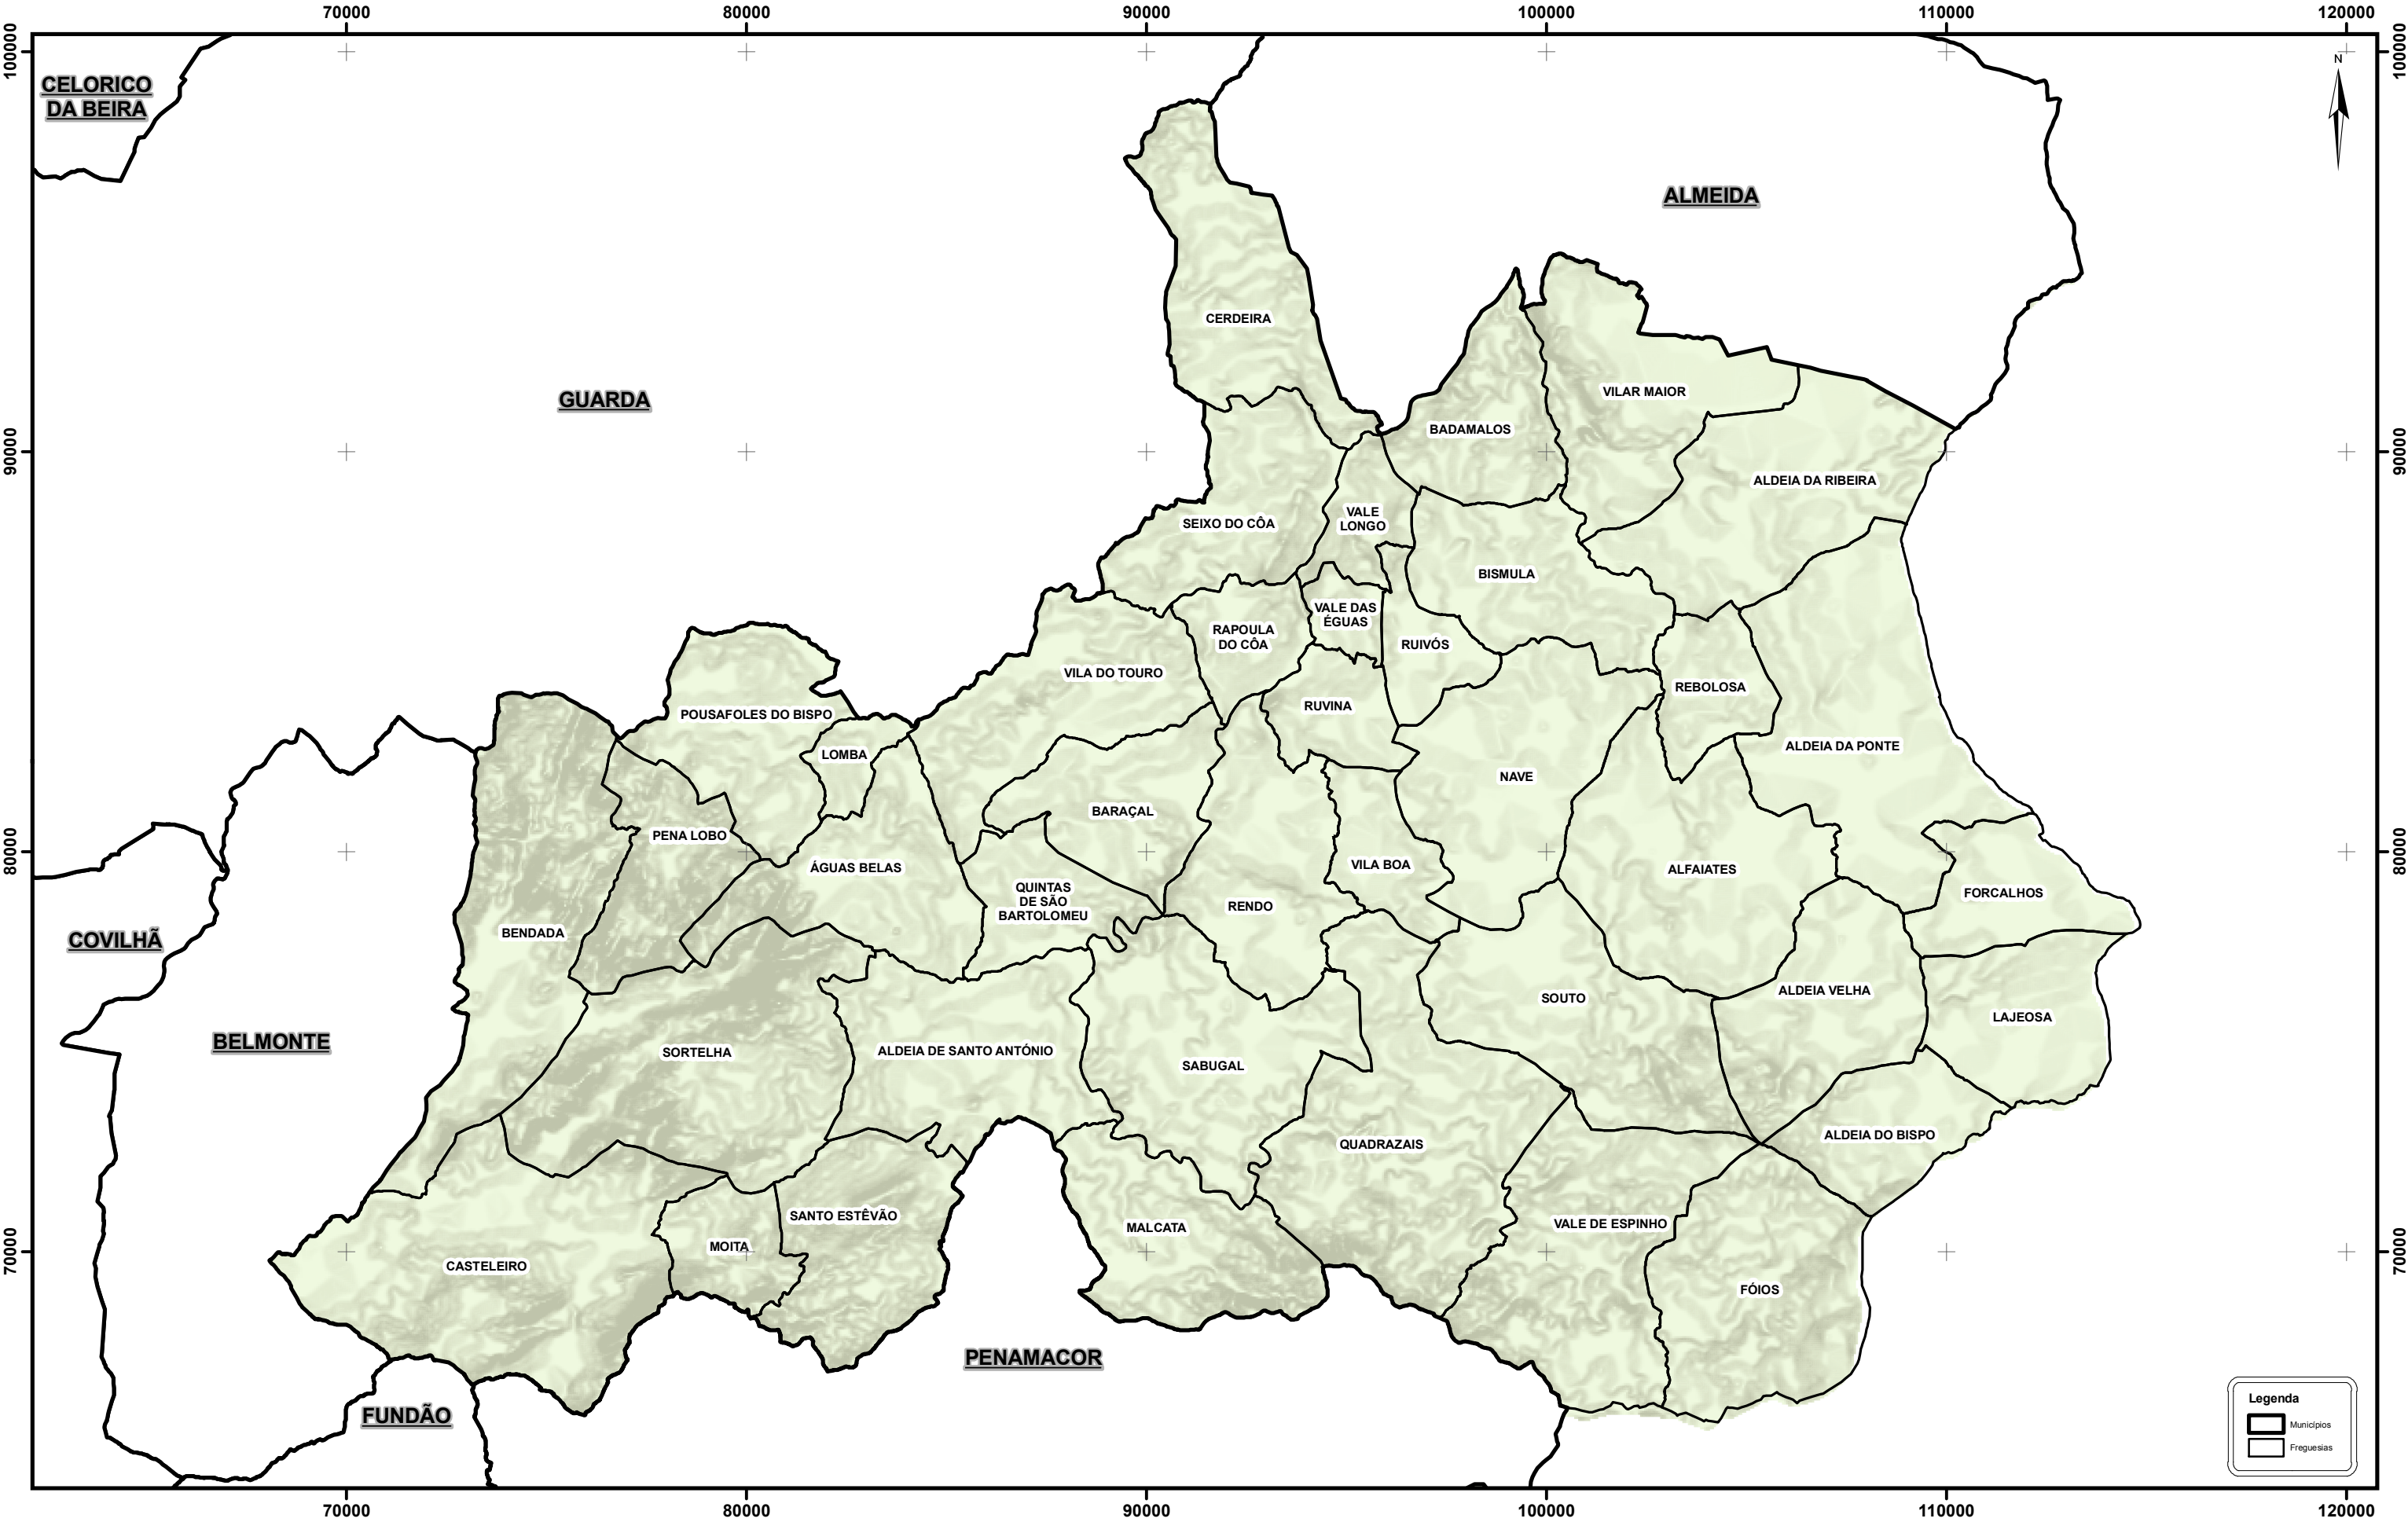 70000
80000
90000
100000
110000
120000
100000
100000
N
CELORICO
DA BEIRA
ALMEIDA
CERDEIRA
GUARDA
VILAR MAIOR
BADAMALOS
90000
90000
ALDEIA DA RIBEIRA
VALE
LONGO
SEIXO DO CÔA
BISMULA
VALE DAS
ÉGUAS
RAPOULA
DO CÔA
RUIVÓS
VILA DO TOURO
REBOLOSA
RUVINA
POUSAFOLES DO BISPO
ALDEIA DA PONTE
LOMBA
NAVE
BARAÇAL
PENA LOBO
80000
80000
VILA BOA
ÁGUAS BELAS
ALFAIATES
QUINTAS
DE SÃO
BARTOLOMEU
FORCALHOS
RENDO
BENDADA
COVILHÃ
ALDEIA VELHA
SOUTO
LAJEOSA
BELMONTE
SORTELHA
ALDEIA DE SANTO ANTÓNIO
SABUGAL
ALDEIA DO BISPO
QUADRAZAIS
SANTO ESTÊVÃO
VALE DE ESPINHO
MALCATA
MOITA
70000
70000
CASTELEIRO
FÓIOS
PENAMACOR
FUNDÃO
Legenda
Municípios
Freguesias
70000
80000
90000
100000
110000
120000